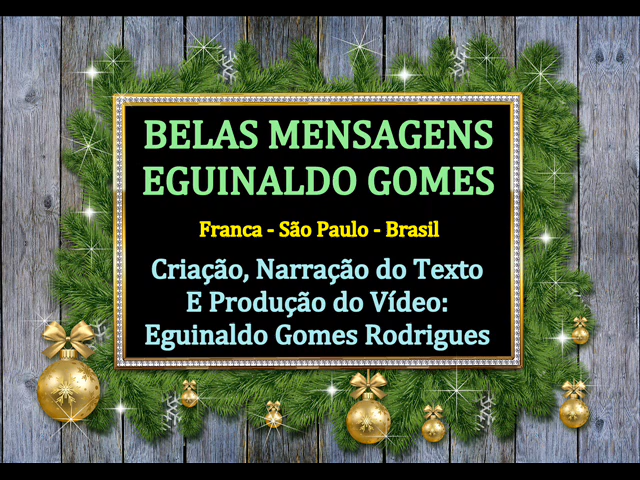 BELAS MENSAGENS
EGUINALDO GOMES
Franca - São Paulo - Brasil
Criação, Narração do Texto
E Produção do Vídeo:
Eguinaldo Gomes Rodrigues